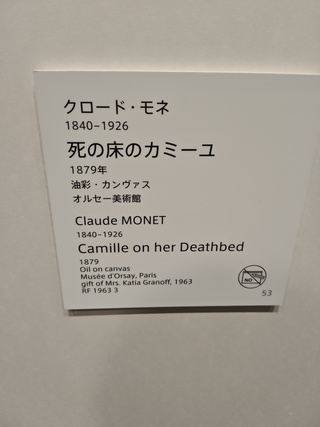 クロード・モネ
1840–1926
死の床のカミーユ
1879年
油彩・カンヴァス
オルセー美術館
Claude MONET
1840–1926
Camille on her Deathbed
1879
Oil on canvas
Musée d'Orsay, Paris
gift of Mrs. Katia Granoff, 1963
RF 1963 3
NO
53